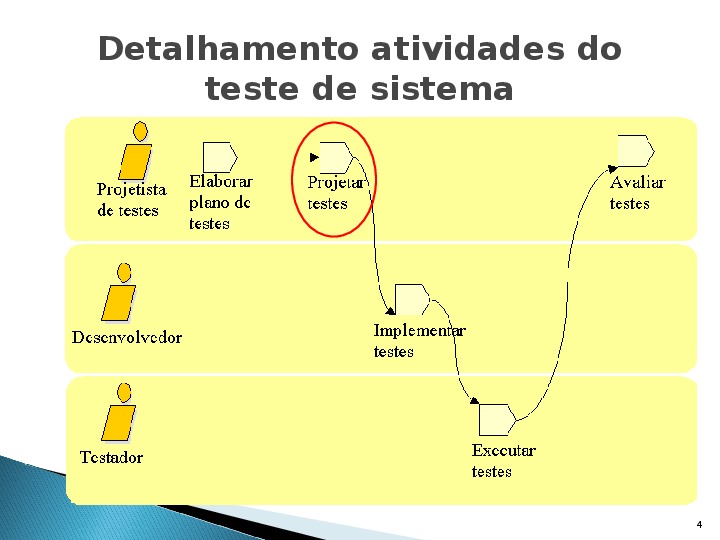 Detalhamento atividades do
teste de sistema
Projetista
de testes
Elaborar
plano de
testes
Projetar
testes
Avaliar
testes
Desenvolvedor
Implementar
testes
Testador
Executar
testes
4